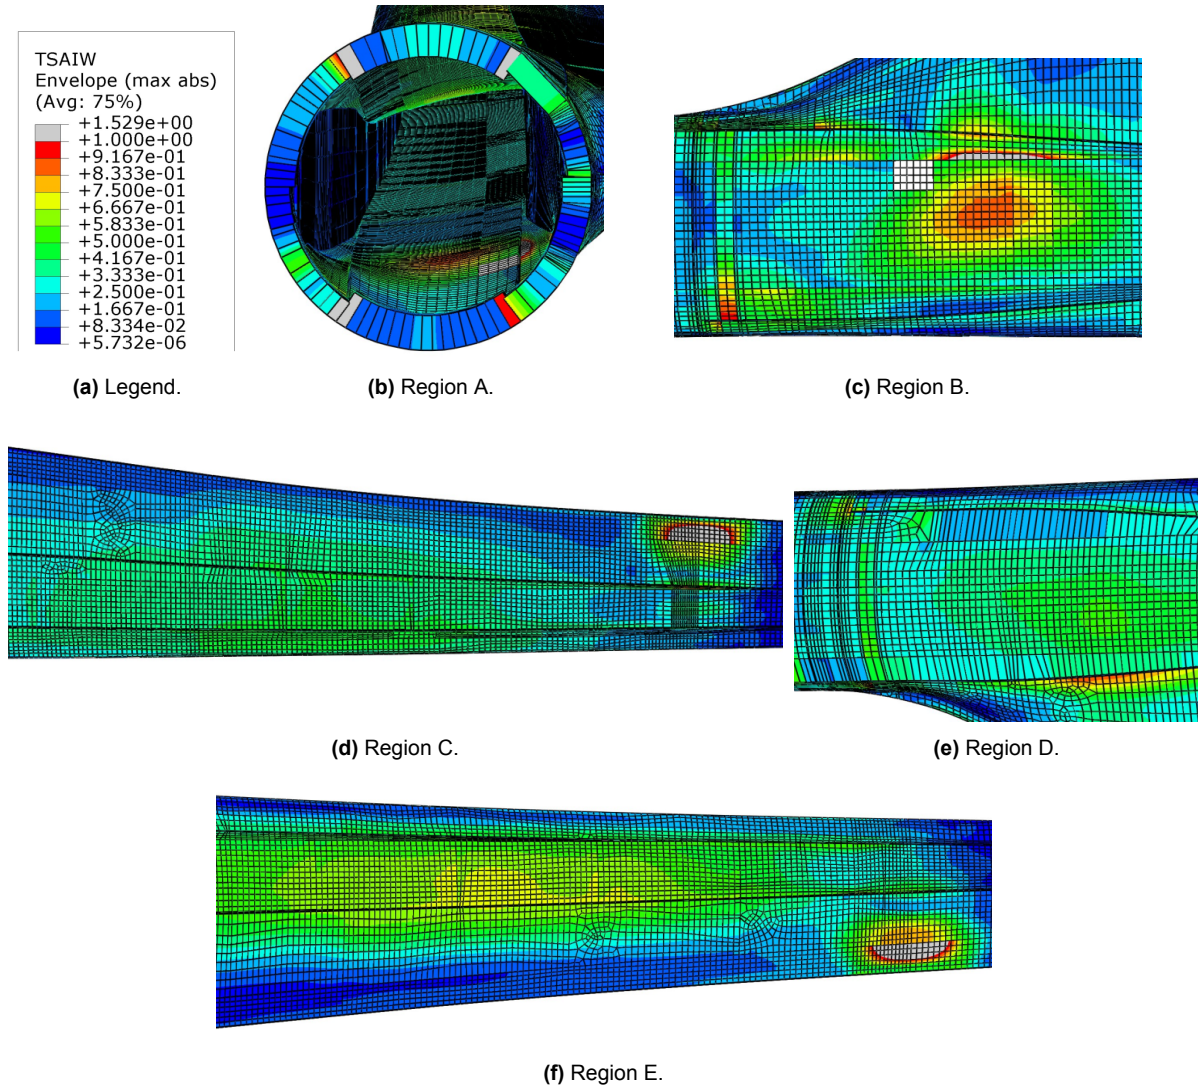 TSAIW
Envelope (max abs)
(Avg: 75%)
+1.529e+00
+1.000e+00
+9.167e-01
+8.333e-01
+7.500e-01
+6.667e-01
+5.833e-01
+5.000e-01
+4.167e-01
+3.333e-01
+2.500e-01
+1.667e-01
+8.334e-02
+5.732e-06
(a) Legend.
(b) Region A.
(c) Region B.
(d) Region C.
(e) Region D.
(f) Region E.